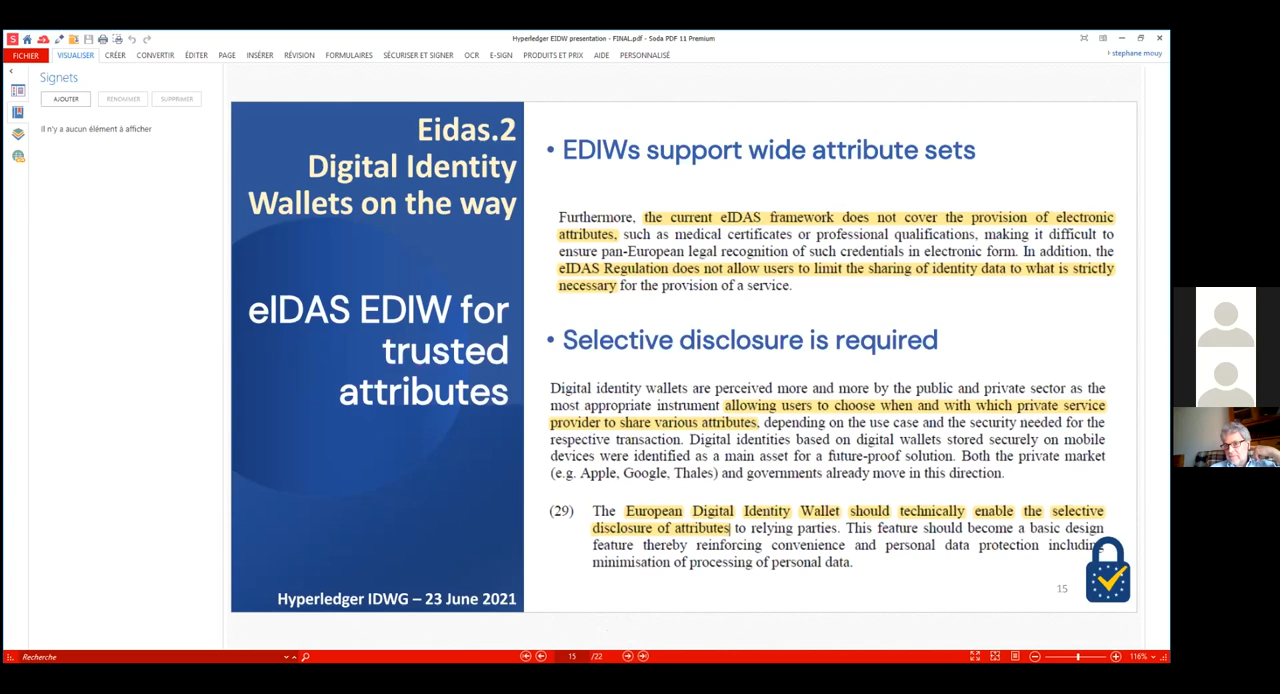 Hyperledger EIDW presentation - FINAL.pdf - Soda PDF 11 Premium
FICHIER VISUALISER CRÉER CONVERTIR ÉDITER PAGE INSÉRER RÉVISION FORMULAIRES SÉCURISER ET SIGNER OCR E-SIGN PRODUITS ET PRIX AIDE PERSONNALISÉ
stephane mouy
Signets
AJOUTER RENOMMER SUPPRIMER
Il n'y a aucun élément à afficher
Eidas.2
Digital Identity
Wallets on the way
eIDAS EDIW for
trusted
attributes
Hyperledger IDWG – 23 June 2021
• EDIWs support wide attribute sets
Furthermore, the current eIDAS framework does not cover the provision of electronic
attributes, such as medical certificates or professional qualifications, making it difficult to
ensure pan-European legal recognition of such credentials in electronic form. In addition, the
eIDAS Regulation does not allow users to limit the sharing of identity data to what is strictly
necessary for the provision of a service.
• Selective disclosure is required
Digital identity wallets are perceived more and more by the public and private sector as the
most appropriate instrument allowing users to choose when and with which private service
provider to share various attributes, depending on the use case and the security needed for the
respective transaction. Digital identities based on digital wallets stored securely on mobile
devices were identified as a main asset for a future-proof solution. Both the private market
(e.g. Apple, Google, Thales) and governments already move in this direction.
(29) The European Digital Identity Wallet should technically enable the selective
disclosure of attributes to relying parties. This feature should become a basic design
feature thereby reinforcing convenience and personal data protection including
minimisation of processing of personal data.
15
Recherche
15 /22
116%